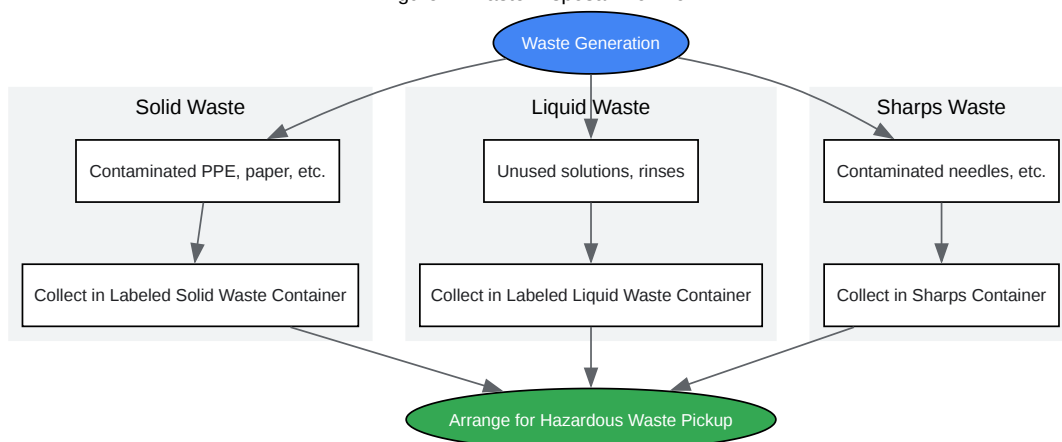 Waste Generation
Solid Waste
Liquid Waste
Sharps Waste
Contaminated PPE, paper, etc.
Unused solutions, rinses
Contaminated needles, etc.
Collect in Labeled Solid Waste Container
Collect in Labeled Liquid Waste Container
Collect in Sharps Container
Arrange for Hazardous Waste Pickup